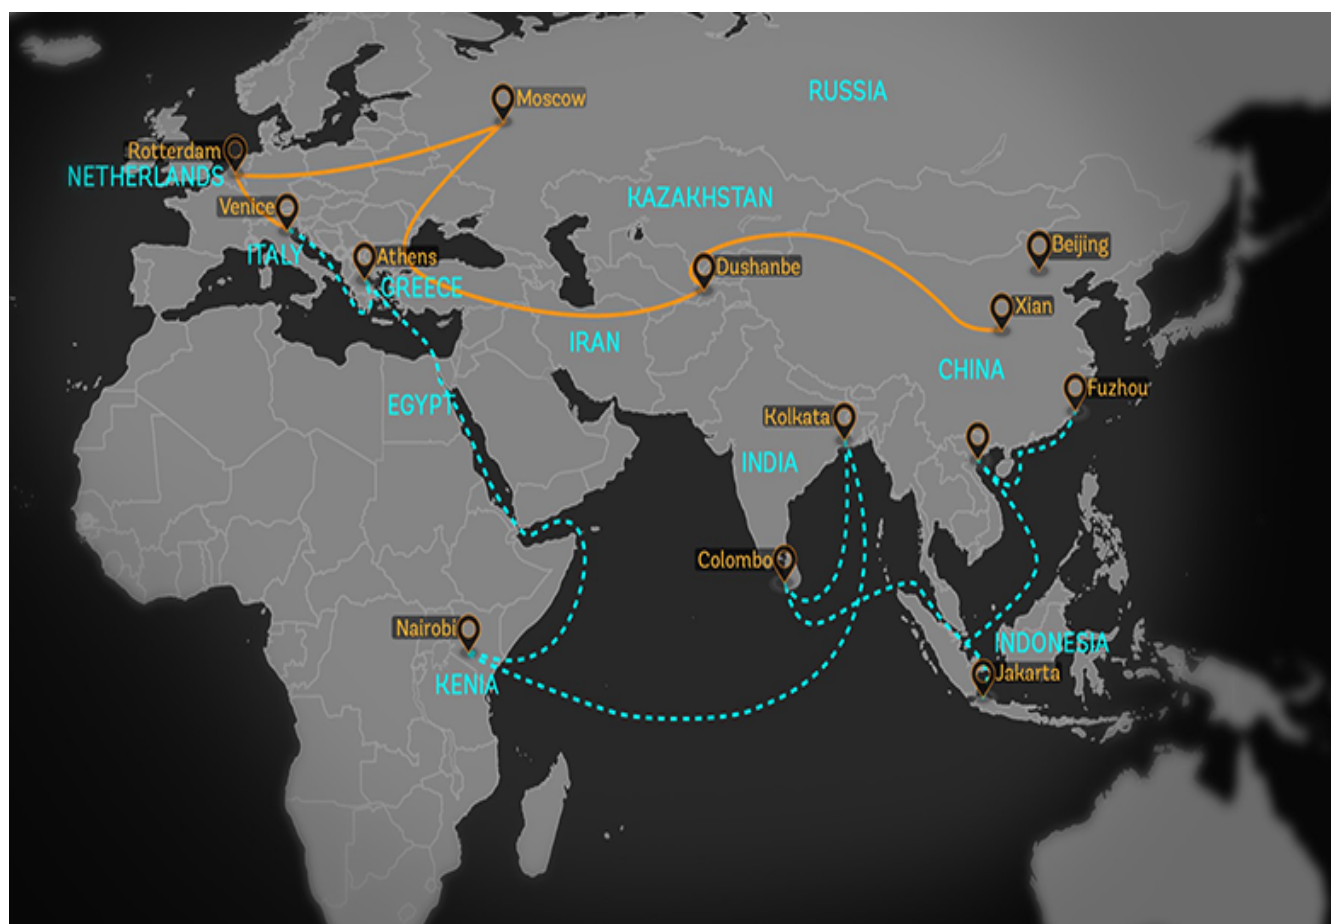 RUSSIA
Moscow
Rotterdam
NETHERLANDS
KAZAKHSTAN
Venice
Beijing
ITALY
Athens
Dushanbe
GREECE
Xian
IRAN
CHINA
Fuzhou
EGYPT
Kolkata
INDIA
Colombo
Nairobi
INDONESIA
Jakarta
KENIA